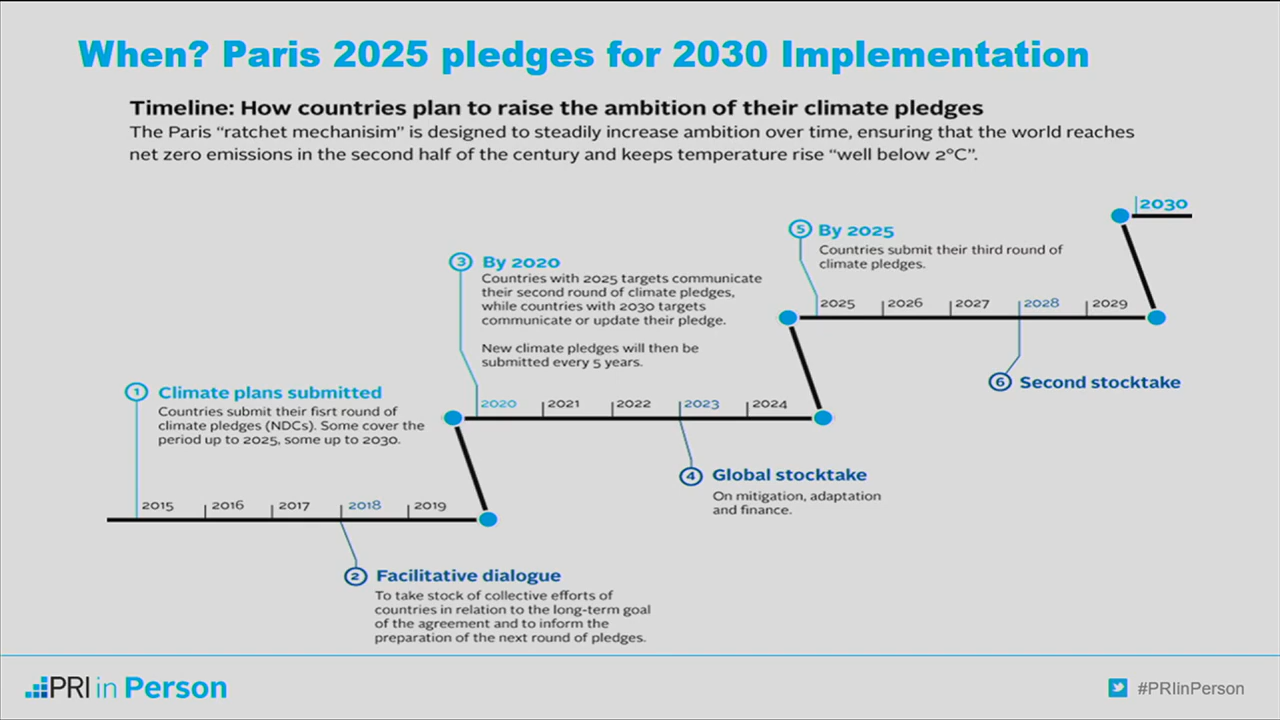 When? Paris 2025 pledges for 2030 Implementation
Timeline: How countries plan to raise the ambition of their climate pledges
The Paris “ratchet mechanisim” is designed to steadily increase ambition over time, ensuring that the world reaches
net zero emissions in the second half of the century and keeps temperature rise “well below 2°C”.
2030
5 By 2025
Countries submit their third round of
climate pledges.
2025 2026 2027 2028 2029
6 Second stocktake
3 By 2020
Countries with 2025 targets communicate
their second round of climate pledges,
while countries with 2030 targets
communicate or update their pledge.
New climate pledges will then be
submitted every 5 years.
2020 2021 2022 2023 2024
4 Global stocktake
On mitigation, adaptation
and finance.
1 Climate plans submitted
Countries submit their fisrt round of
climate pledges (NDCs). Some cover the
period up to 2025, some up to 2030.
2015 2016 2017 2018 2019
2 Facilitative dialogue
To take stock of collective efforts of
countries in relation to the long-term goal
of the agreement and to inform the
preparation of the next round of pledges.
PRI in Person
#PRIinPerson